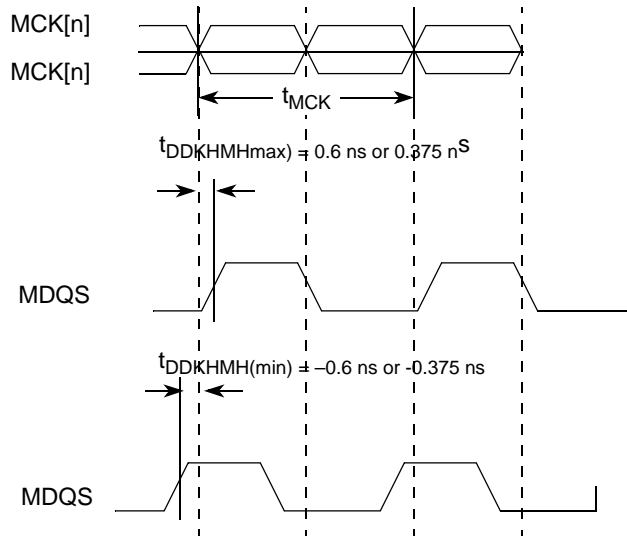 MCK[n]
MCK[n]
tMCK
tDDKHMHmax) = 0.6 ns or 0.375 ns
MDQS
tDDKHMH(min) = –0.6 ns or -0.375 ns
MDQS